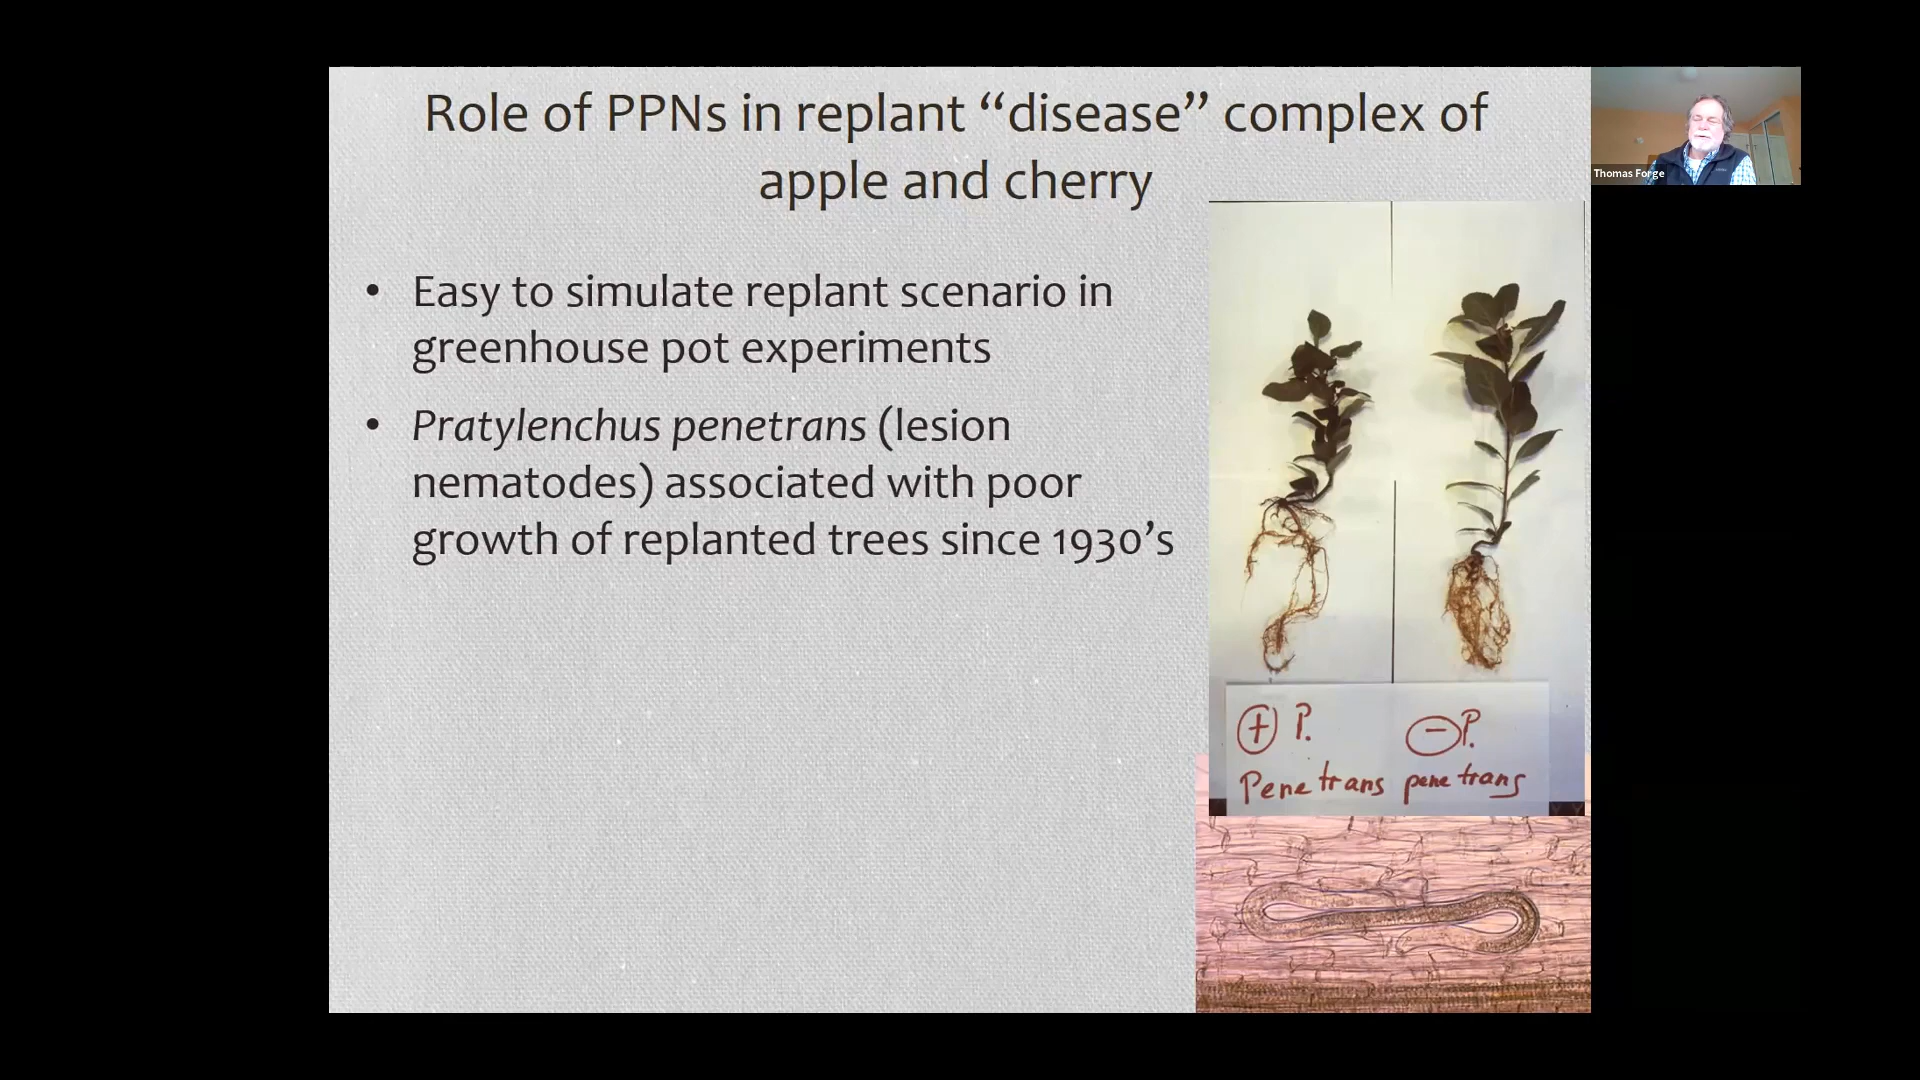 Role of PPNs in replant “disease” complex of
apple and cherry
• Easy to simulate replant scenario in
greenhouse pot experiments
• Pratylenchus penetrans (lesion
nematodes) associated with poor
growth of replanted trees since 1930’s
Thomas Forge
+ P. − P.
Penetrans penetrans